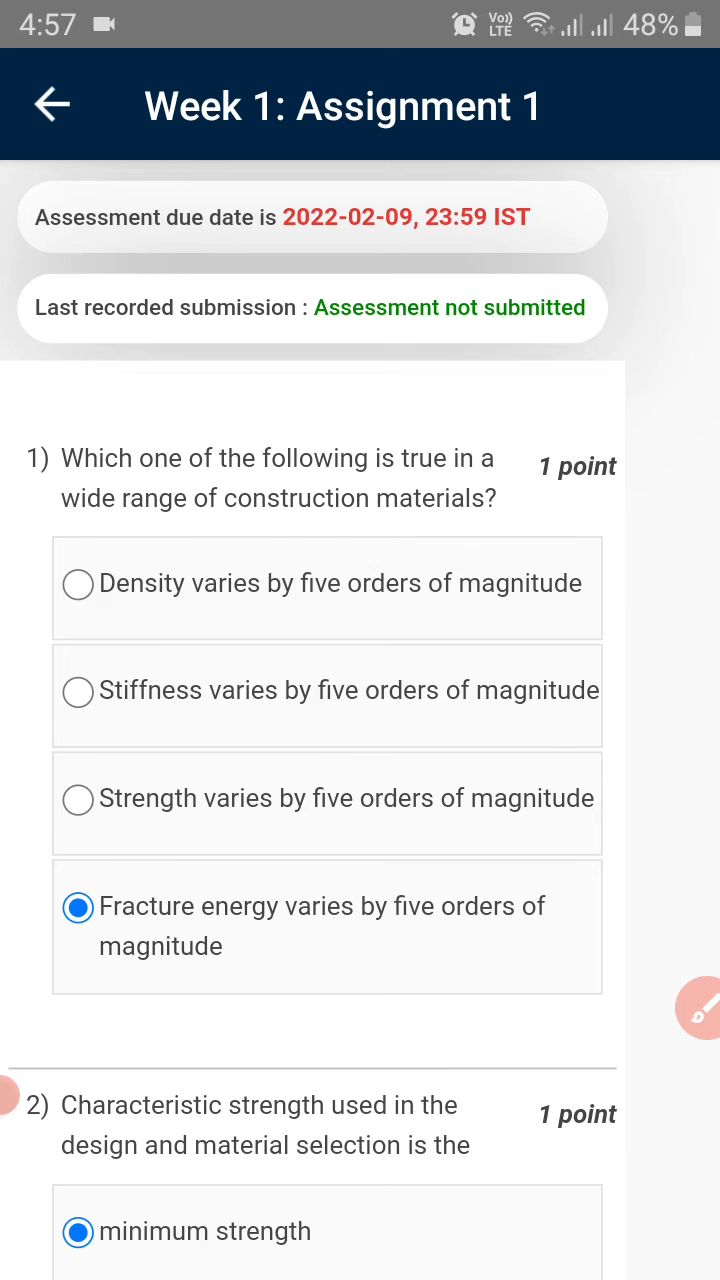 4:57 Vo)) LTE 48%
Week 1: Assignment 1
Assessment due date is 2022-02-09, 23:59 IST
Last recorded submission : Assessment not submitted
1) Which one of the following is true in a 1 point
wide range of construction materials?
Density varies by five orders of magnitude
Stiffness varies by five orders of magnitude
Strength varies by five orders of magnitude
Fracture energy varies by five orders of
magnitude
2) Characteristic strength used in the 1 point
design and material selection is the
minimum strength